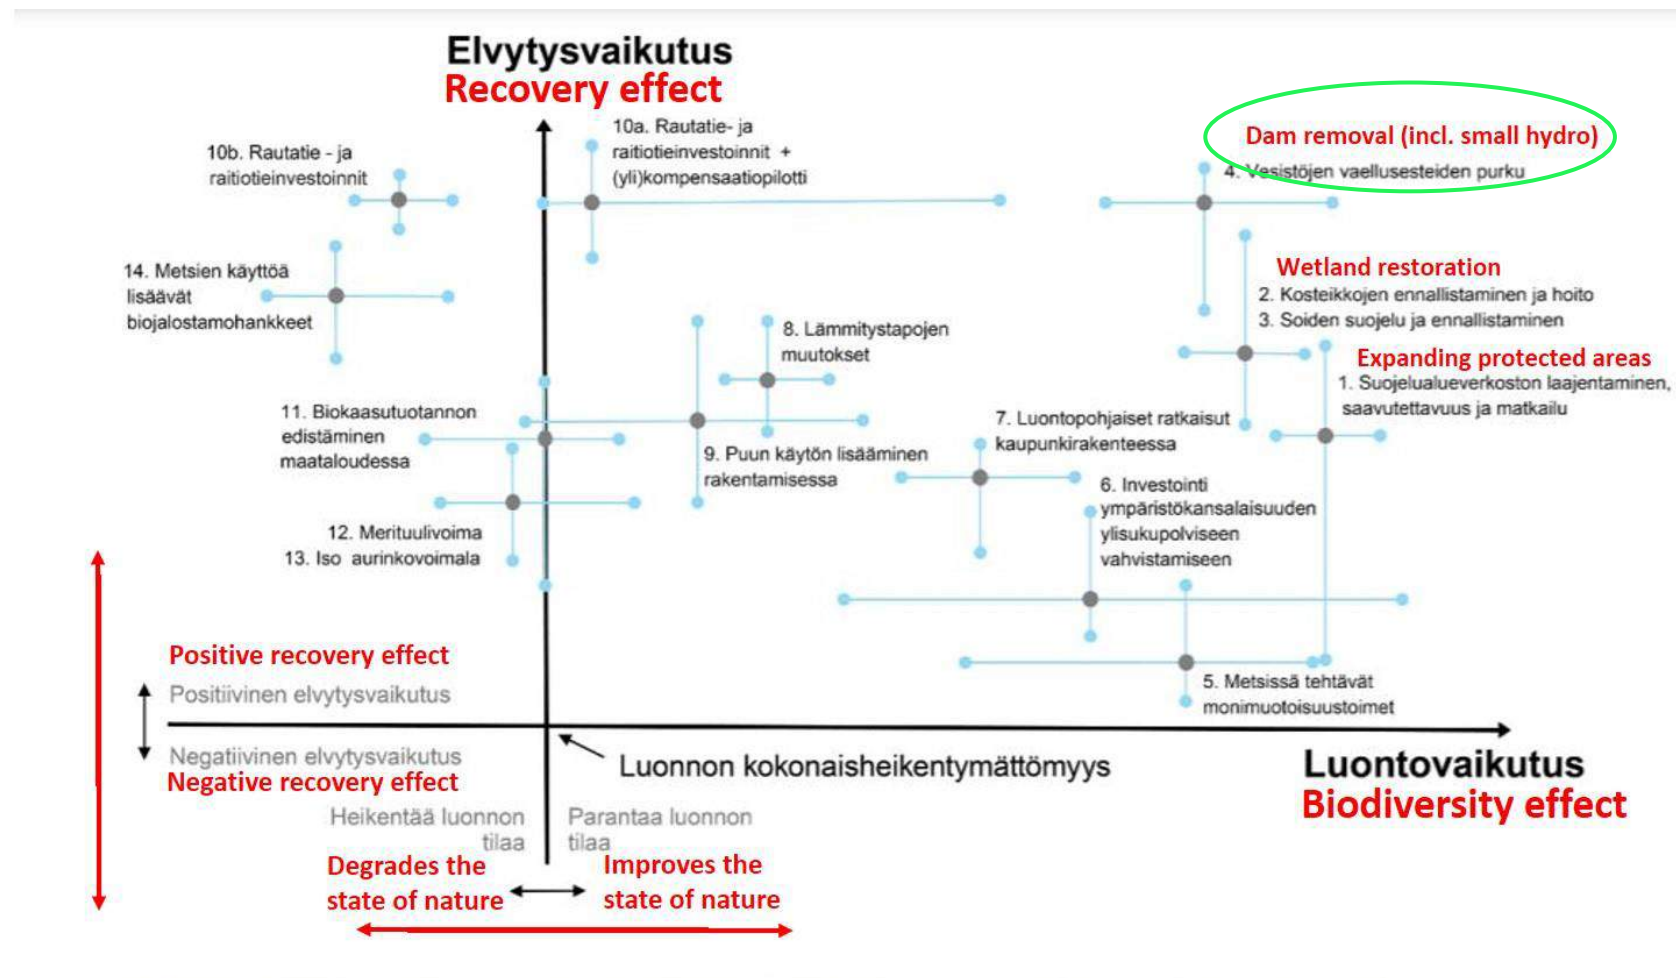 Elvytysvaikutus
Recovery effect
10a. Rautatie- ja
raitiotieinvestoinnit +
(yli)kompensaatiopilotti
10b. Rautatie - ja
raitiotieinvestoinnit
Dam removal (incl. small hydro)
4. Vesistöjen vaellusesteiden purku
14. Metsien käyttöä
lisäävät
biojalostamohankkeet
Wetland restoration
2. Kosteikkojen ennallistaminen ja hoito
3. Soiden suojelu ja ennallistaminen
8. Lämmitystapojen
muutokset
Expanding protected areas
1. Suojelualueverkoston laajentaminen,
saavutettavuus ja matkailu
11. Biokaasutuotannon
edistäminen
maataloudessa
7. Luontopohjaiset ratkaisut
kaupunkirakenteessa
9. Puun käytön lisääminen
rakentamisessa
6. Investointi
ympäristökansalaisuuden
ylisukupolviseen
vahvistamiseen
12. Merituulivoima
13. Iso aurinkovoimala
Positive recovery effect
Positiivinen elvytysvaikutus
5. Metsissä tehtävät
monimuotoisuustoimet
Negatiivinen elvytysvaikutus
Negative recovery effect
Luonnon kokonaisheikentymättömyys
Luontovaikutus
Biodiversity effect
Heikentää luonnon
tilaa
Parantaa luonnon
tilaa
Degrades the
state of nature
Improves the
state of nature